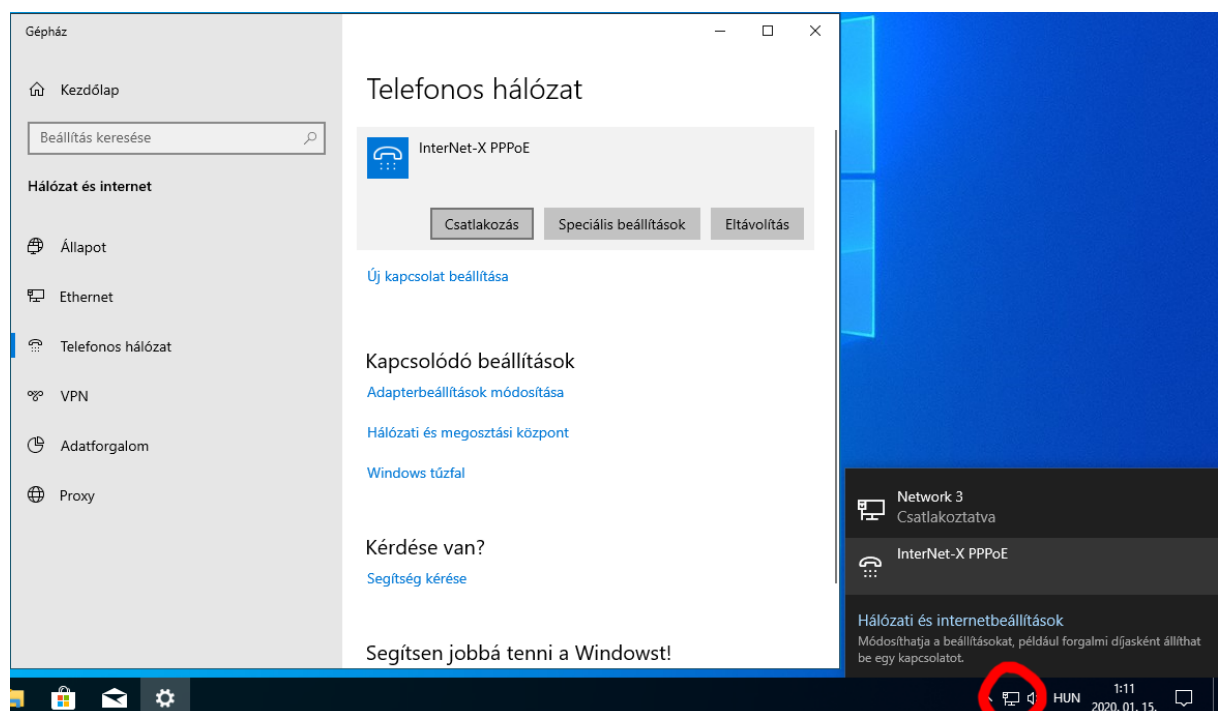 Gépház
Kezdőlap
Beállítás keresése
Hálózat és internet
Állapot
Ethernet
Telefonos hálózat
VPN
Adatforgalom
Proxy
Telefonos hálózat
InterNet-X PPPoE
Csatlakozás
Speciális beállítások
Eltávolítás
Új kapcsolat beállítása
Kapcsolódó beállítások
Adapterbeállítások módosítása
Hálózati és megosztási központ
Windows tűzfal
Kérdése van?
Segítség kérése
Segítsen jobbá tenni a Windowst!
Network 3
Csatlakoztatva
InterNet-X PPPoE
Hálózati és internetbeállítások
Módosíthatja a beállításokat, például forgalmi díjasként állíthat
be egy kapcsolatot.
HUN
1:11
2020. 01. 15.